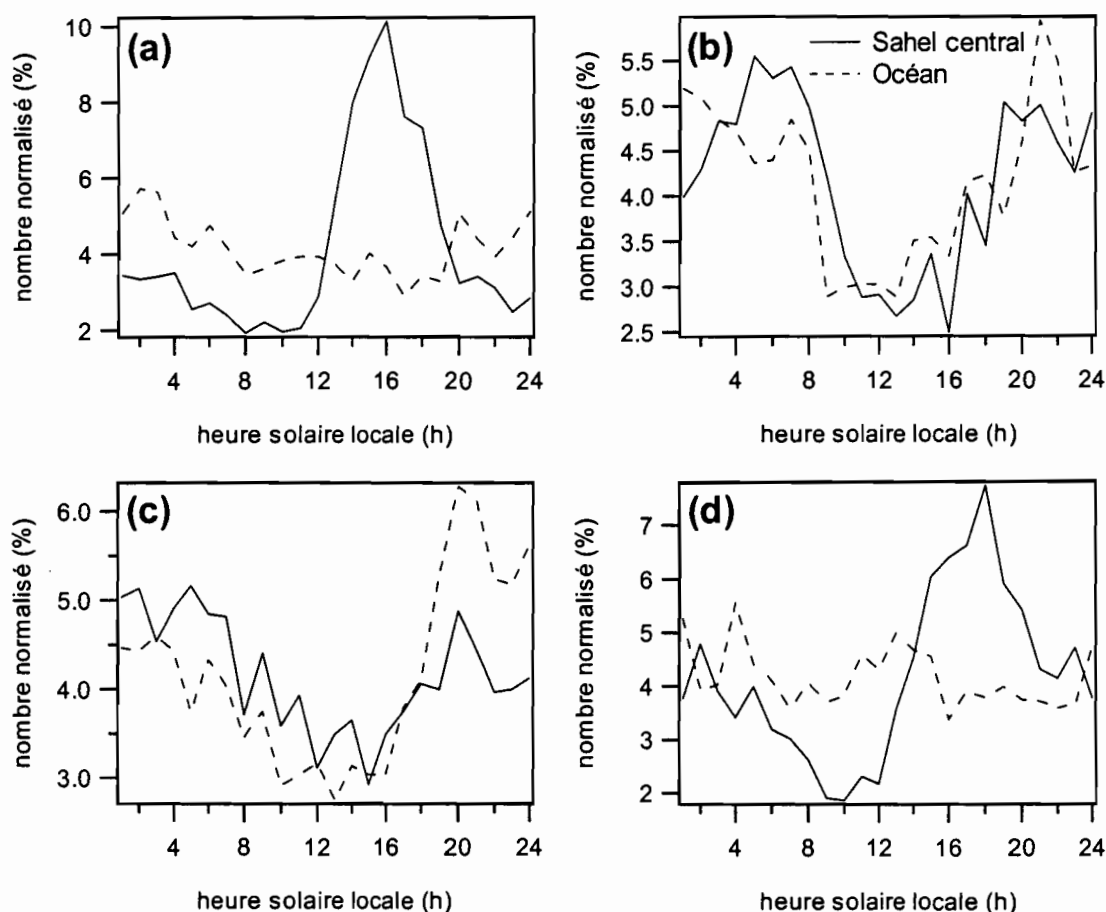 (a)
nombre normalisé (%)
10
8
6
4
2
4 8 12 16 20 24
heure solaire locale (h)
(b)
Sahel central
Océan
nombre normalisé (%)
5.5
5.0
4.5
4.0
3.5
3.0
2.5
4 8 12 16 20 24
heure solaire locale (h)
(c)
nombre normalisé (%)
6.0
5.0
4.0
3.0
4 8 12 16 20 24
heure solaire locale (h)
(d)
nombre normalisé (%)
7
6
5
4
3
2
4 8 12 16 20 24
heure solaire locale (h)